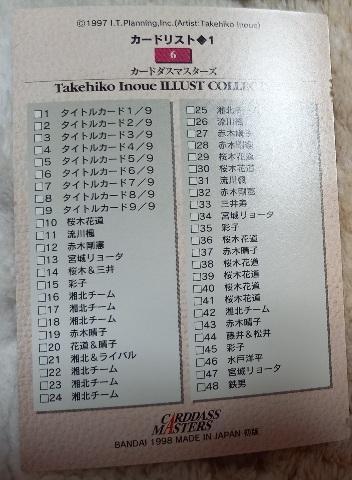 ©1997 I.T.Planning,Inc.(Artist:Takehiko Inoue)
カードリスト◆1
6
カードダスマスターズ
Takehiko Inoue ILLUST COLLEC
□1 タイトルカード1/9
□2 タイトルカード2/9
□3 タイトルカード3/9
□4 タイトルカード4/9
□5 タイトルカード5/9
□6 タイトルカード6/9
□7 タイトルカード7/9
□8 タイトルカード8/9
□9 タイトルカード9/9
□10 桜木花道
□11 流川楓
□12 赤木剛憲
□13 宮城リョータ
□14 桜木&三井
□15 彩子
□16 湘北チーム
□17 湘北チーム
□18 湘北チーム
□19 赤木晴子
□20 花道&晴子
□21 湘北&ライバル
□22 湘北チーム
□23 湘北チーム
□24 湘北チーム
□25 湘北チーム
□26 流川楓
□27 赤木晴子
□28 赤木剛憲
□29 桜木花道
□30 桜木花道
□31 流川楓
□32 赤木剛憲
□33 三井寿
□34 宮城リョータ
□35 彩子
□36 桜木花道
□37 赤木晴子
□38 桜木花道
□39 桜木花道
□40 桜木花道
□41 桜木花道
□42 湘北チーム
□43 赤木晴子
□44 藤井&松井
□45 彩子
□46 水戸洋平
□47 宮城リョータ
□48 鉄男
CARDDASS
MASTERS
BANDAI 1998 MADE IN JAPAN 初版